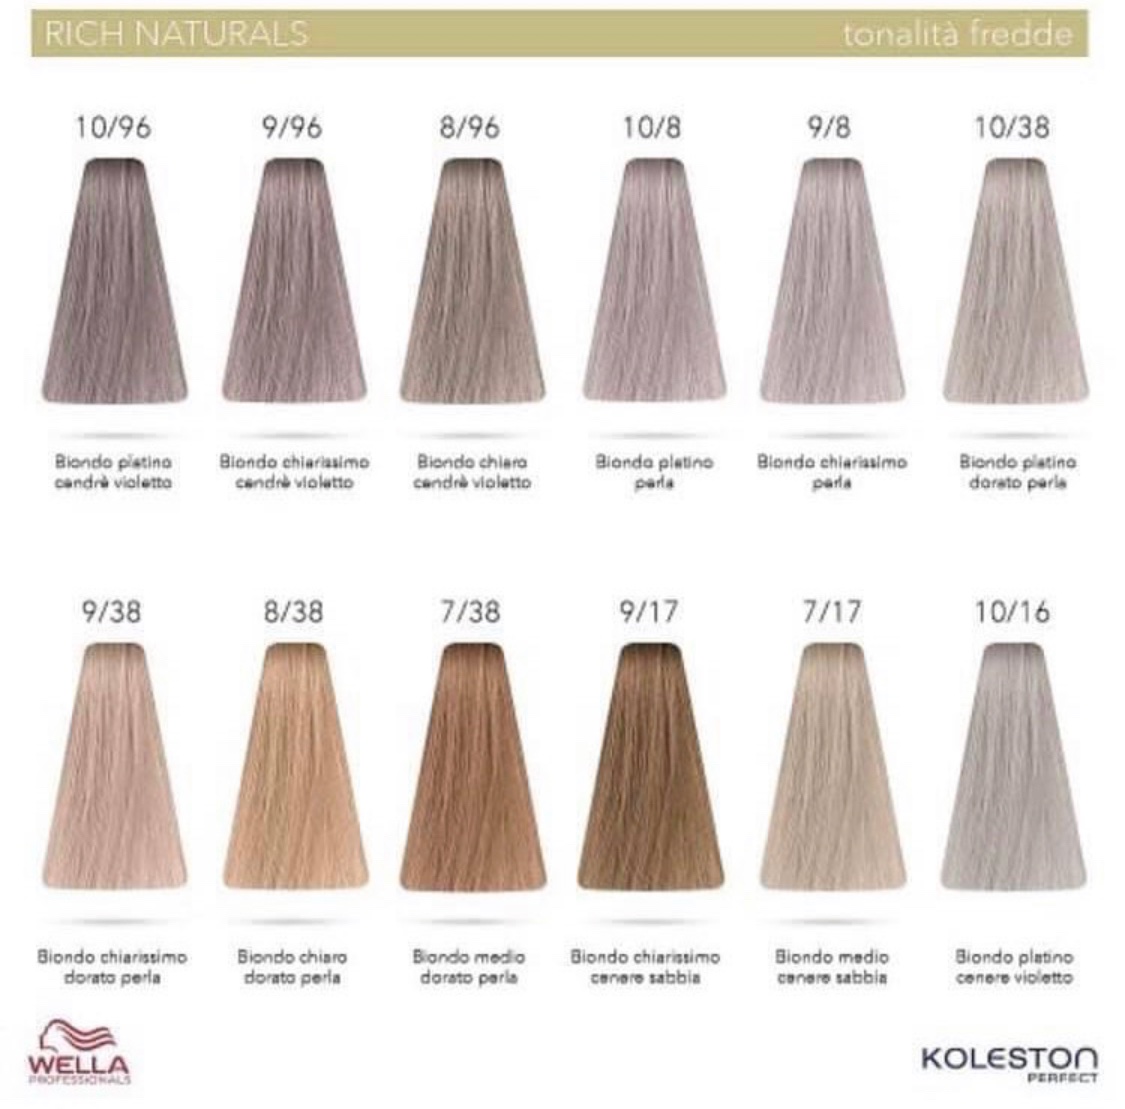 RICH NATURALS tonalità fredde
10/96 9/96 8/96 10/8 9/8 10/38
Biondo platino Biondo chiarissimo Biondo chiaro Biondo platino Biondo chiarissimo Biondo platino
cendrè violetto cendrè violetto cendrè violetto perla perla dorato perla
9/38 8/38 7/38 9/17 7/17 10/16
Biondo chiarissimo Biondo chiaro Biondo medio Biondo chiarissimo Biondo medio Biondo platino
dorato perla dorato perla dorato perla cenere sabbia cenere sabbia cenere violetto
WELLA
PROFESSIONALS
KOLESTON
PERFECT